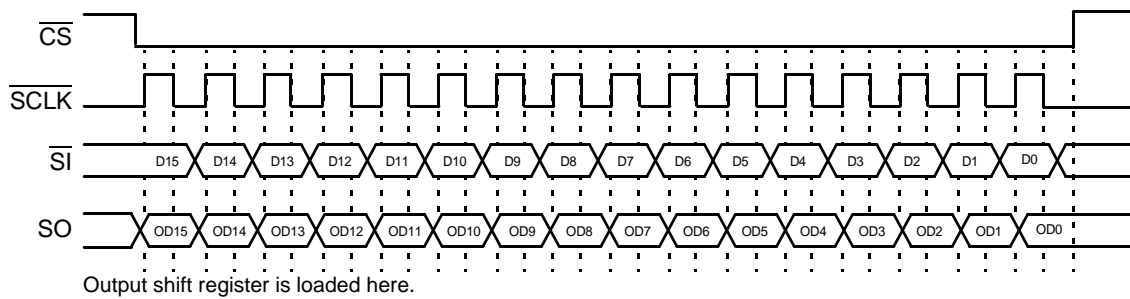 CS
SCLK
SI D15 D14 D13 D12 D11 D10 D9 D8 D7 D6 D5 D4 D3 D2 D1 D0
SO OD15 OD14 OD13 OD12 OD11 OD10 OD9 OD8 OD7 OD6 OD5 OD4 OD3 OD2 OD1 OD0
Output shift register is loaded here.